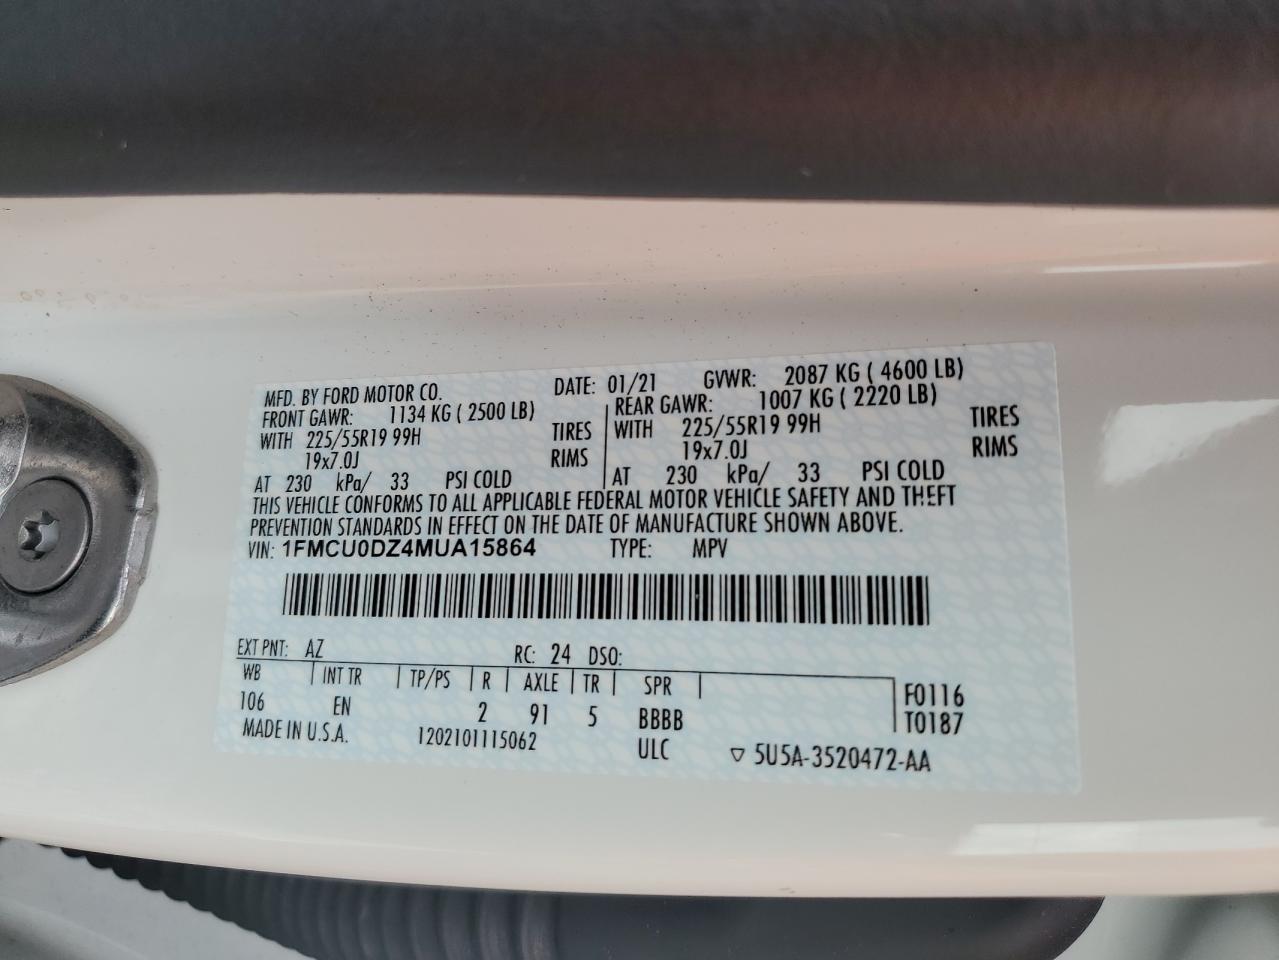 MFD. BY FORD MOTOR CO. DATE: 01/21 GVWR: 2087 KG ( 4600 LB)
FRONT GAWR: 1134 KG ( 2500 LB) REAR GAWR: 1007 KG ( 2220 LB)
WITH 225/55R19 99H TIRES WITH 225/55R19 99H TIRES
19x7.0J RIMS 19x7.0J RIMS
AT 230 kPa/ 33 PSI COLD AT 230 kPa/ 33 PSI COLD
THIS VEHICLE CONFORMS TO ALL APPLICABLE FEDERAL MOTOR VEHICLE SAFETY AND THEFT
PREVENTION STANDARDS IN EFFECT ON THE DATE OF MANUFACTURE SHOWN ABOVE.
VIN: 1FMCU0DZ4MUA15864 TYPE: MPV
EXT PNT: AZ RC: 24 DSO:
WB INT TR TP/PS R AXLE TR SPR F0116
106 EN 2 91 5 BBBB T0187
MADE IN U.S.A. 1202101115062 ULC ▽ 5U5A-3520472-AA